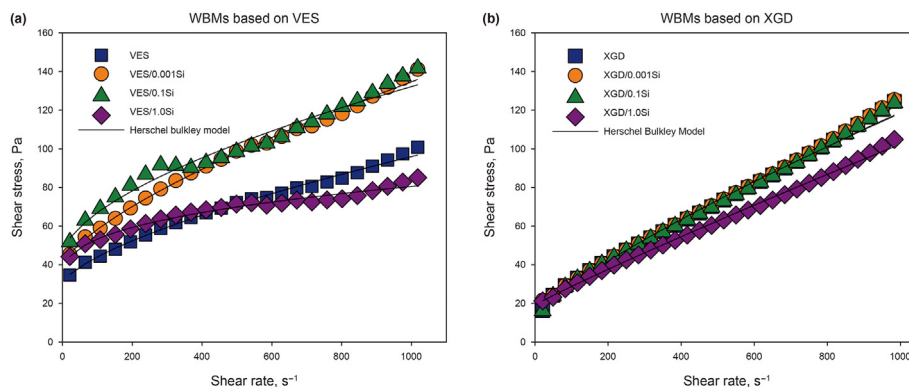 (a)
WBMs based on VES
160
140
120
100
80
60
40
20
0
Shear stress, Pa
VES
VES/0.001Si
VES/0.1Si
VES/1.0Si
Herschel bulkley model
0 200 400 600 800 1000
Shear rate, s⁻¹
(b)
WBMs based on XGD
160
140
120
100
80
60
40
20
0
Shear stress, Pa
XGD
XGD/0.001Si
XGD/0.1Si
XGD/1.0Si
Herschel Bulkley Model
0 200 400 600 800 1000
Shear rate, s⁻¹